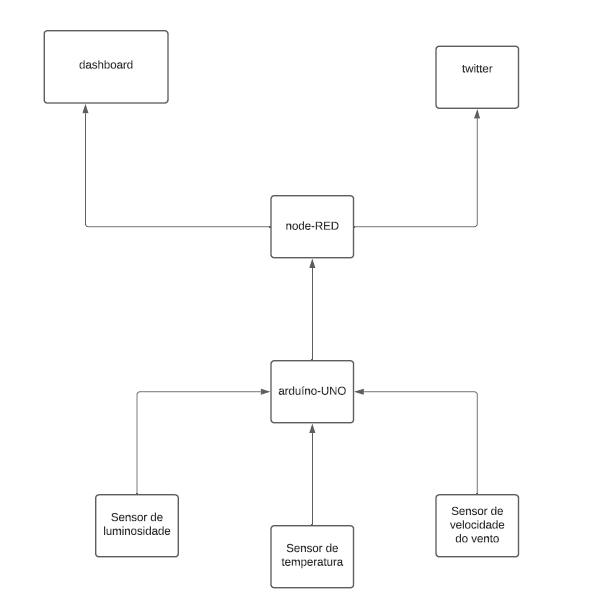 dashboard
twitter
node-RED
arduíno-UNO
Sensor de
luminosidade
Sensor de
temperatura
Sensor de
velocidade
do vento